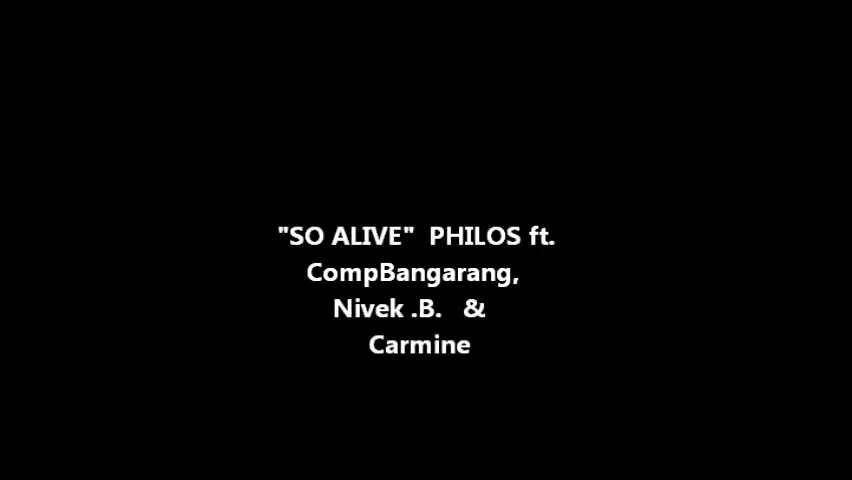 "SO ALIVE"  PHILOS ft.
CompBangarang,
Nivek .B.   &
Carmine